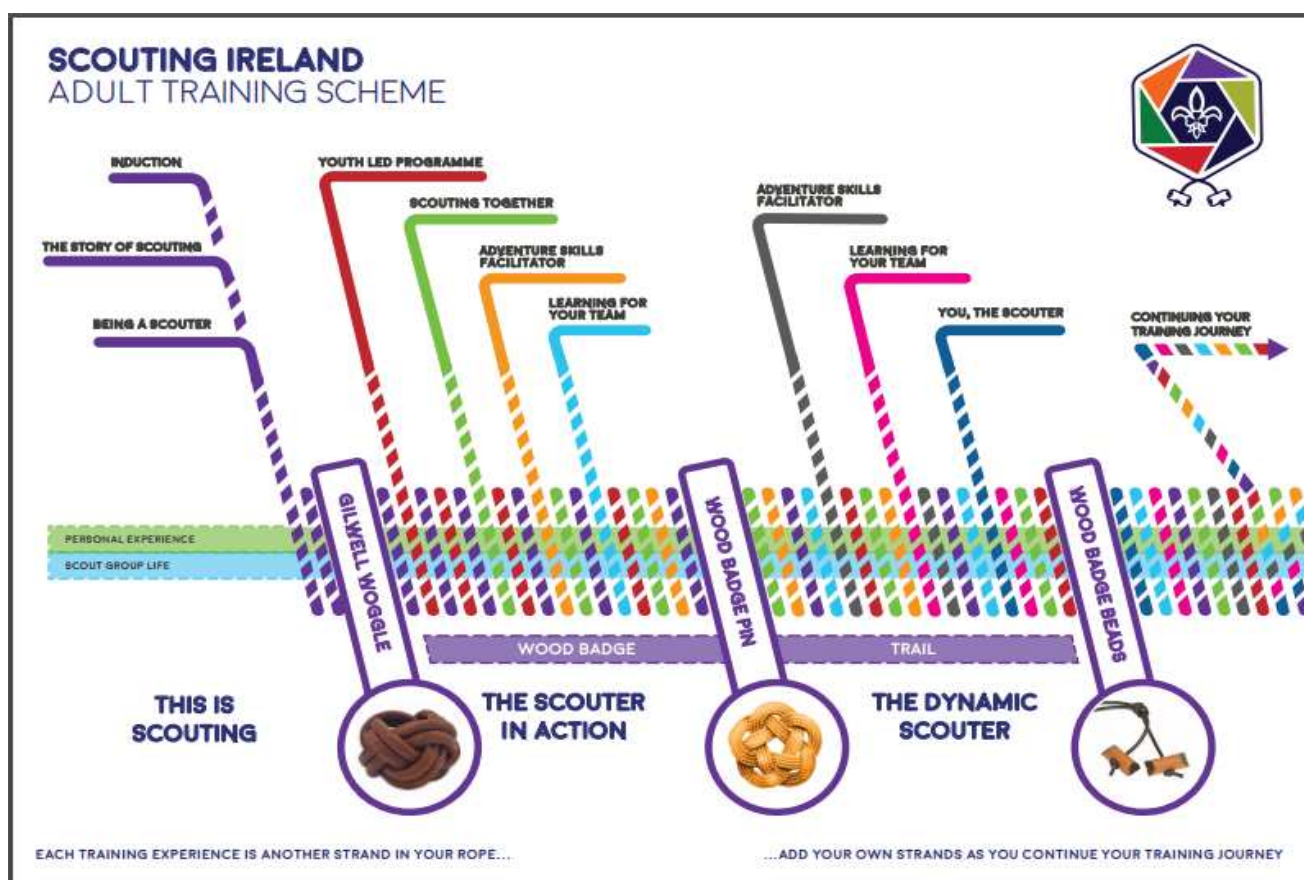 SCOUTING IRELAND
ADULT TRAINING SCHEME
INDUCTION
THE STORY OF SCOUTING
BEING A SCOUTER
YOUTH LED PROGRAMME
SCOUTING TOGETHER
ADVENTURE SKILLS
FACILITATOR
LEARNING FOR
YOUR TEAM
ADVENTURE SKILLS
FACILITATOR
LEARNING FOR
YOUR TEAM
YOU, THE SCOUTER
CONTINUING YOUR
TRAINING JOURNEY
PERSONAL EXPERIENCE
SCOUT GROUP LIFE
GILWELL WOGGLE
WOOD BADGE PIN
WOOD BADGE BEADS
WOOD BADGE
TRAIL
THIS IS
SCOUTING
THE SCOUTER
IN ACTION
THE DYNAMIC
SCOUTER
EACH TRAINING EXPERIENCE IS ANOTHER STRAND IN YOUR ROPE...
...ADD YOUR OWN STRANDS AS YOU CONTINUE YOUR TRAINING JOURNEY